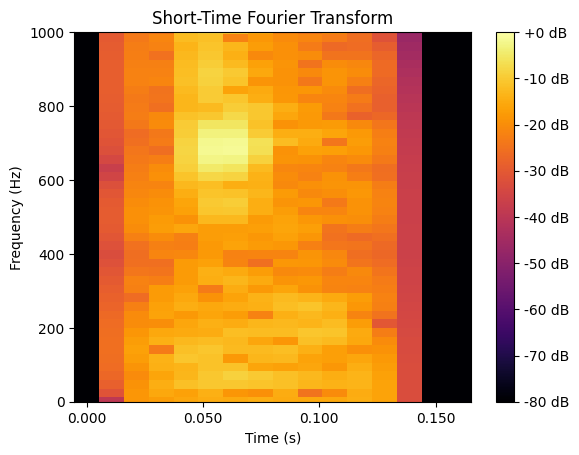 Short-Time Fourier Transform
Frequency (Hz)
1000
800
600
400
200
0
0.000
0.050
0.100
0.150
Time (s)
+0 dB
-10 dB
-20 dB
-30 dB
-40 dB
-50 dB
-60 dB
-70 dB
-80 dB